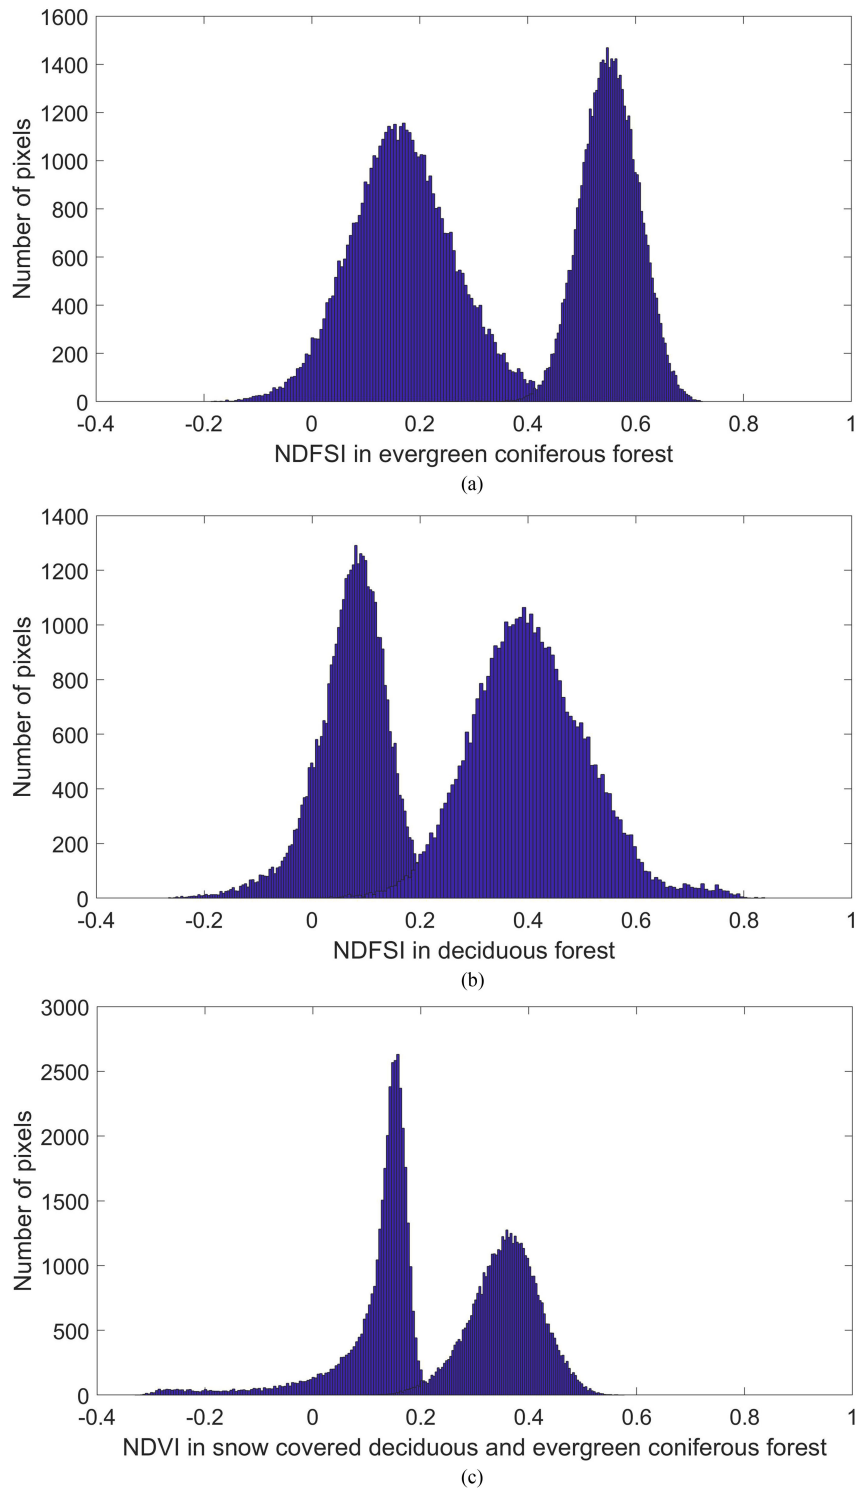 1600
1400
1200
1000
800
600
400
200
0
Number of pixels
-0.4 -0.2 0 0.2 0.4 0.6 0.8 1
NDFSI in evergreen coniferous forest
(a)
1400
1200
1000
800
600
400
200
0
Number of pixels
-0.4 -0.2 0 0.2 0.4 0.6 0.8 1
NDFSI in deciduous forest
(b)
3000
2500
2000
1500
1000
500
0
Number of pixels
-0.4 -0.2 0 0.2 0.4 0.6 0.8 1
NDVI in snow covered deciduous and evergreen coniferous forest
(c)